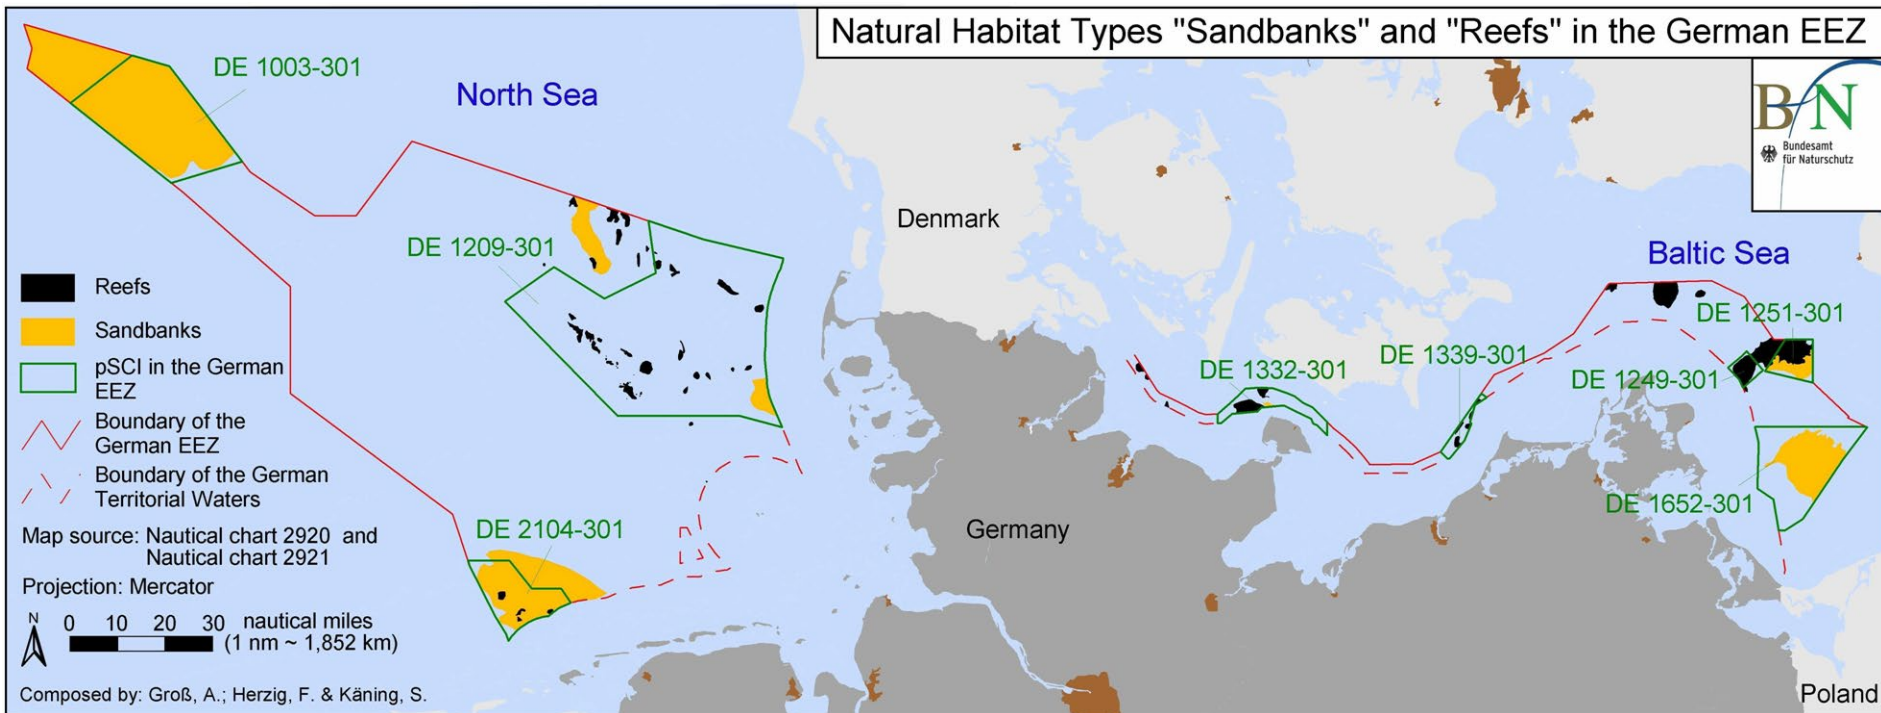 Natural Habitat Types "Sandbanks" and "Reefs" in the German EEZ
BfN
Bundesamt
für Naturschutz
DE 1003-301
North Sea
Denmark
DE 1209-301
Baltic Sea
DE 1251-301
DE 1339-301
DE 1332-301
DE 1249-301
DE 1652-301
DE 2104-301
Germany
Poland
Reefs
Sandbanks
pSCI in the German
EEZ
Boundary of the
German EEZ
Boundary of the German
Territorial Waters
Map source: Nautical chart 2920 and
Nautical chart 2921
Projection: Mercator
N
0 10 20 30 nautical miles
(1 nm ~ 1,852 km)
Composed by: Groß, A.; Herzig, F. & Käning, S.